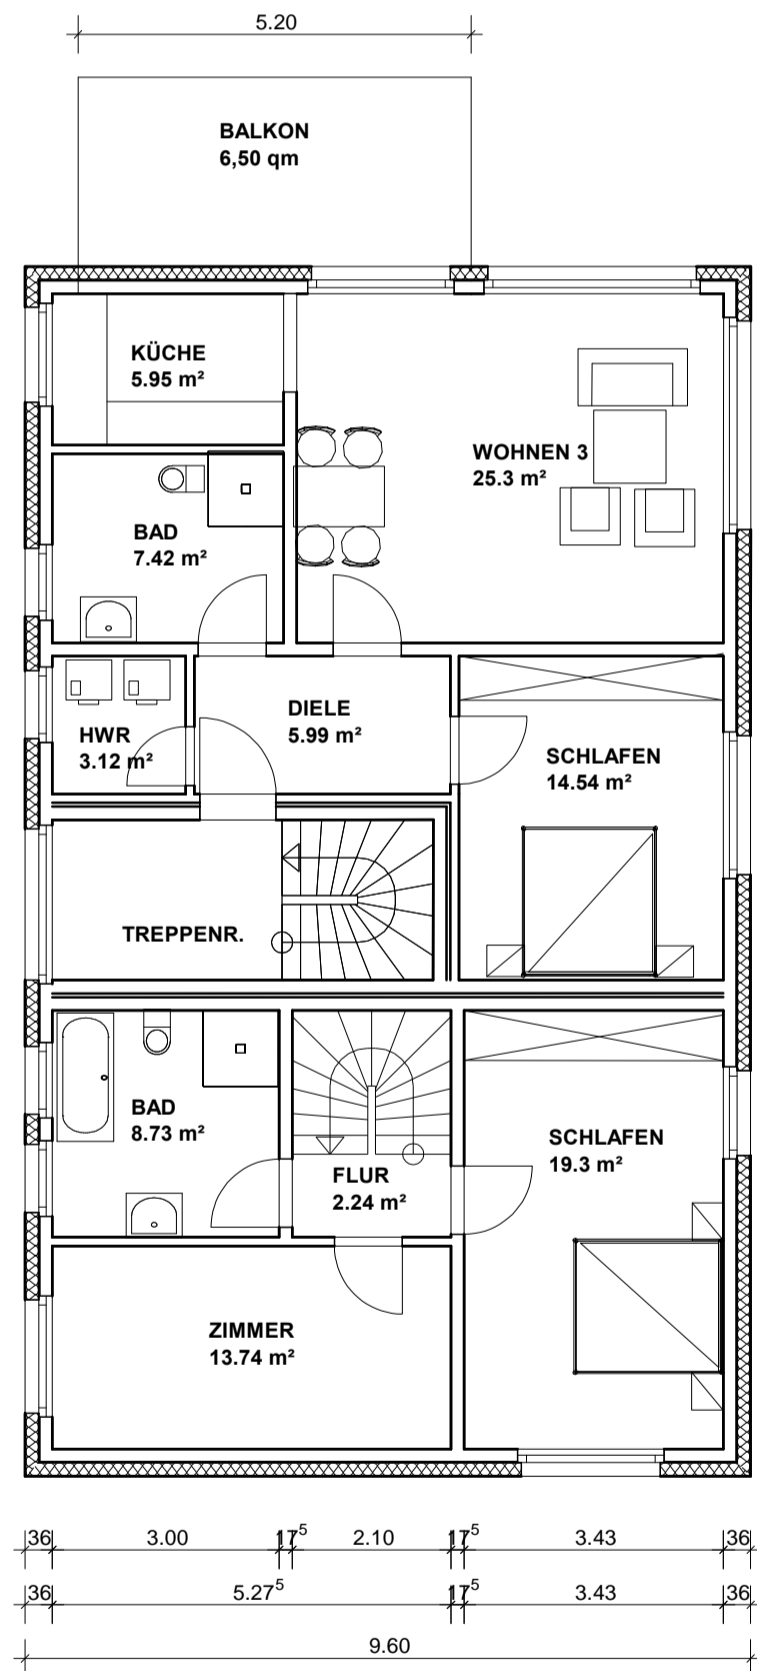 5.20
BALKON
6,50 qm
KÜCHE
5.95 m²
WOHNEN 3
25.3 m²
BAD
7.42 m²
DIELE
5.99 m²
HWR
3.12 m²
SCHLAFEN
14.54 m²
TREPPENR.
BAD
8.73 m²
SCHLAFEN
19.3 m²
FLUR
2.24 m²
ZIMMER
13.74 m²
36 3.00 17⁵ 2.10 17⁵ 3.43 36
36 5.27⁵ 17⁵ 3.43 36
9.60